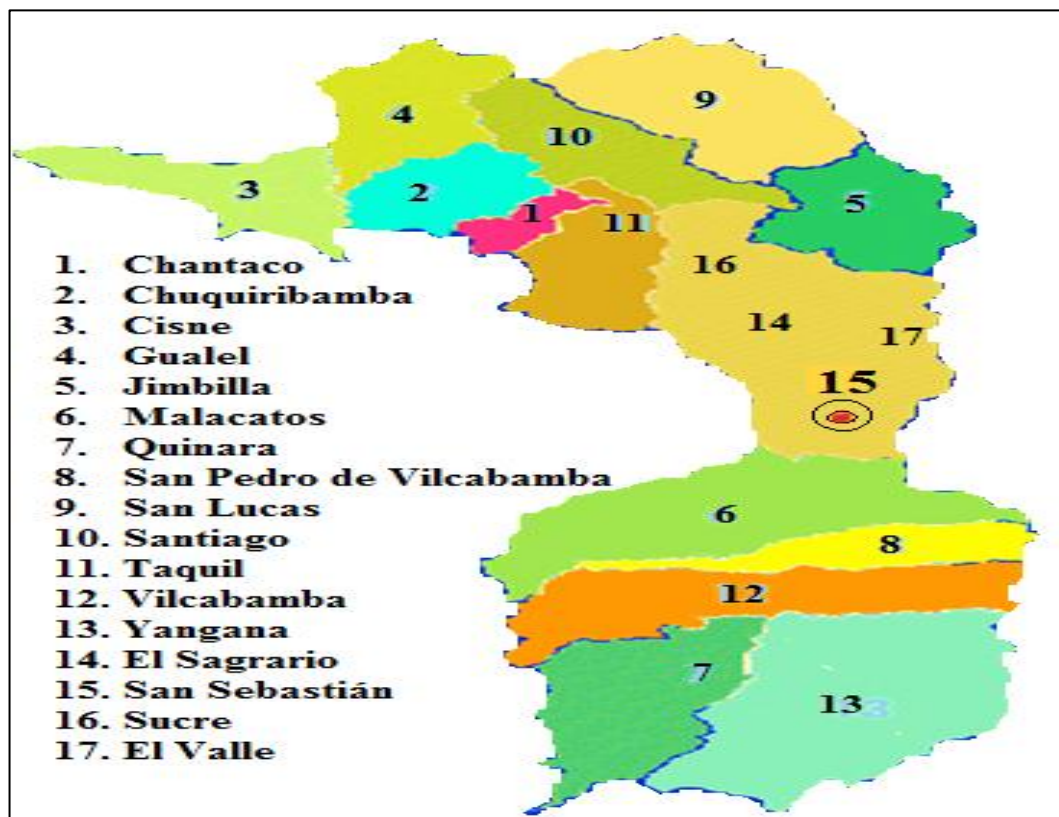 9
4
10
3
2
1
11
5
16
14
17
15
6
8
12
7
13
1. Chantaco
2. Chuquiribamba
3. Cisne
4. Gualel
5. Jimbilla
6. Malacatos
7. Quinara
8. San Pedro de Vilcabamba
9. San Lucas
10. Santiago
11. Taquil
12. Vilcabamba
13. Yangana
14. El Sagrario
15. San Sebastián
16. Sucre
17. El Valle